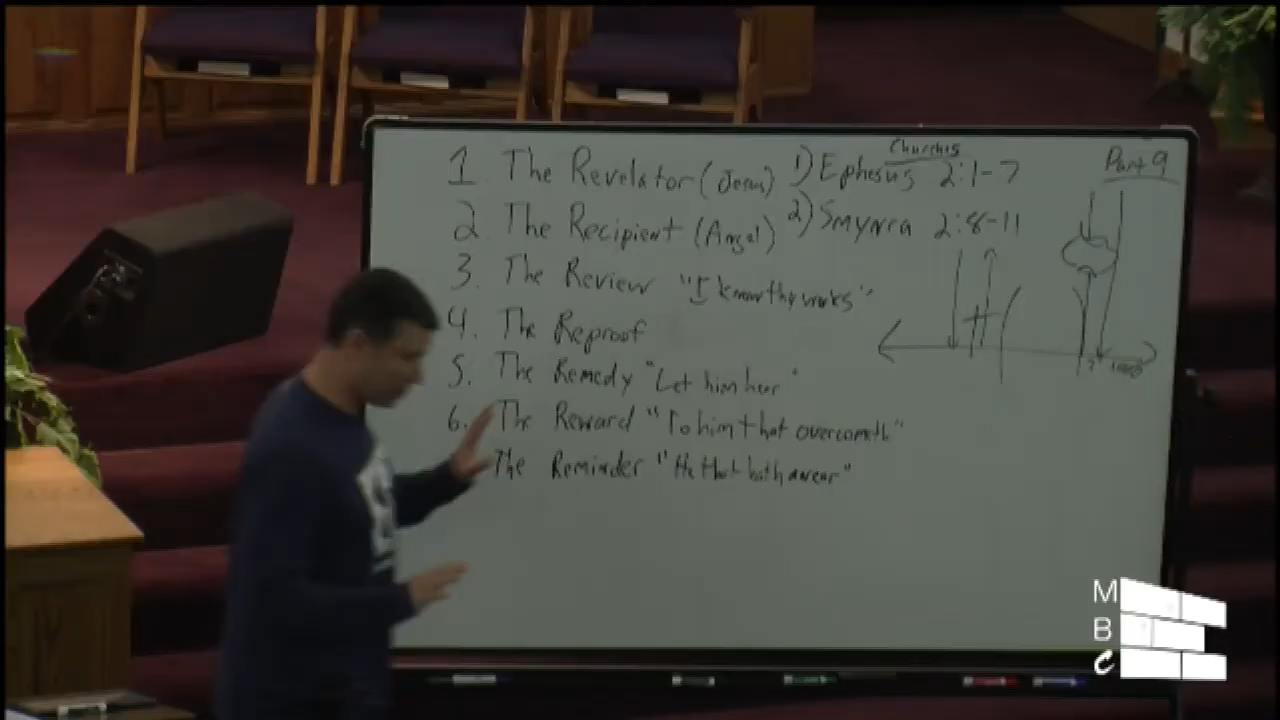 1. The Revelator (Jesus)
2. The Recipient (Angel)
3. The Review "I know thy works"
4. The Reproof
5. The Remedy "Let him hear"
6. The Reward "To him that overcometh"
The Reminder "He that hath an ear"
Churches
1) Ephesus 2:1-7
2) Smyrna 2:8-11
Part 9
7 1000
M
B
C